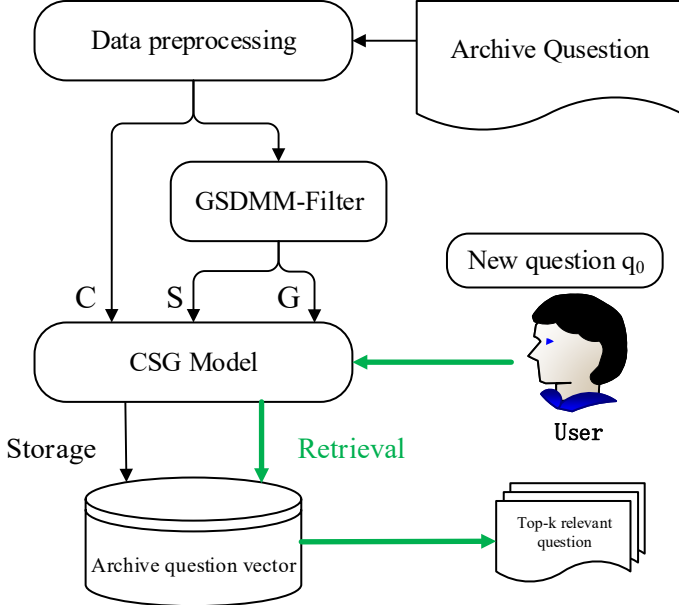 Data preprocessing
Archive Qusestion
GSDMM-Filter
New question q0
C
S
G
CSG Model
User
Storage
Retrieval
Archive question vector
Top-k relevant
question